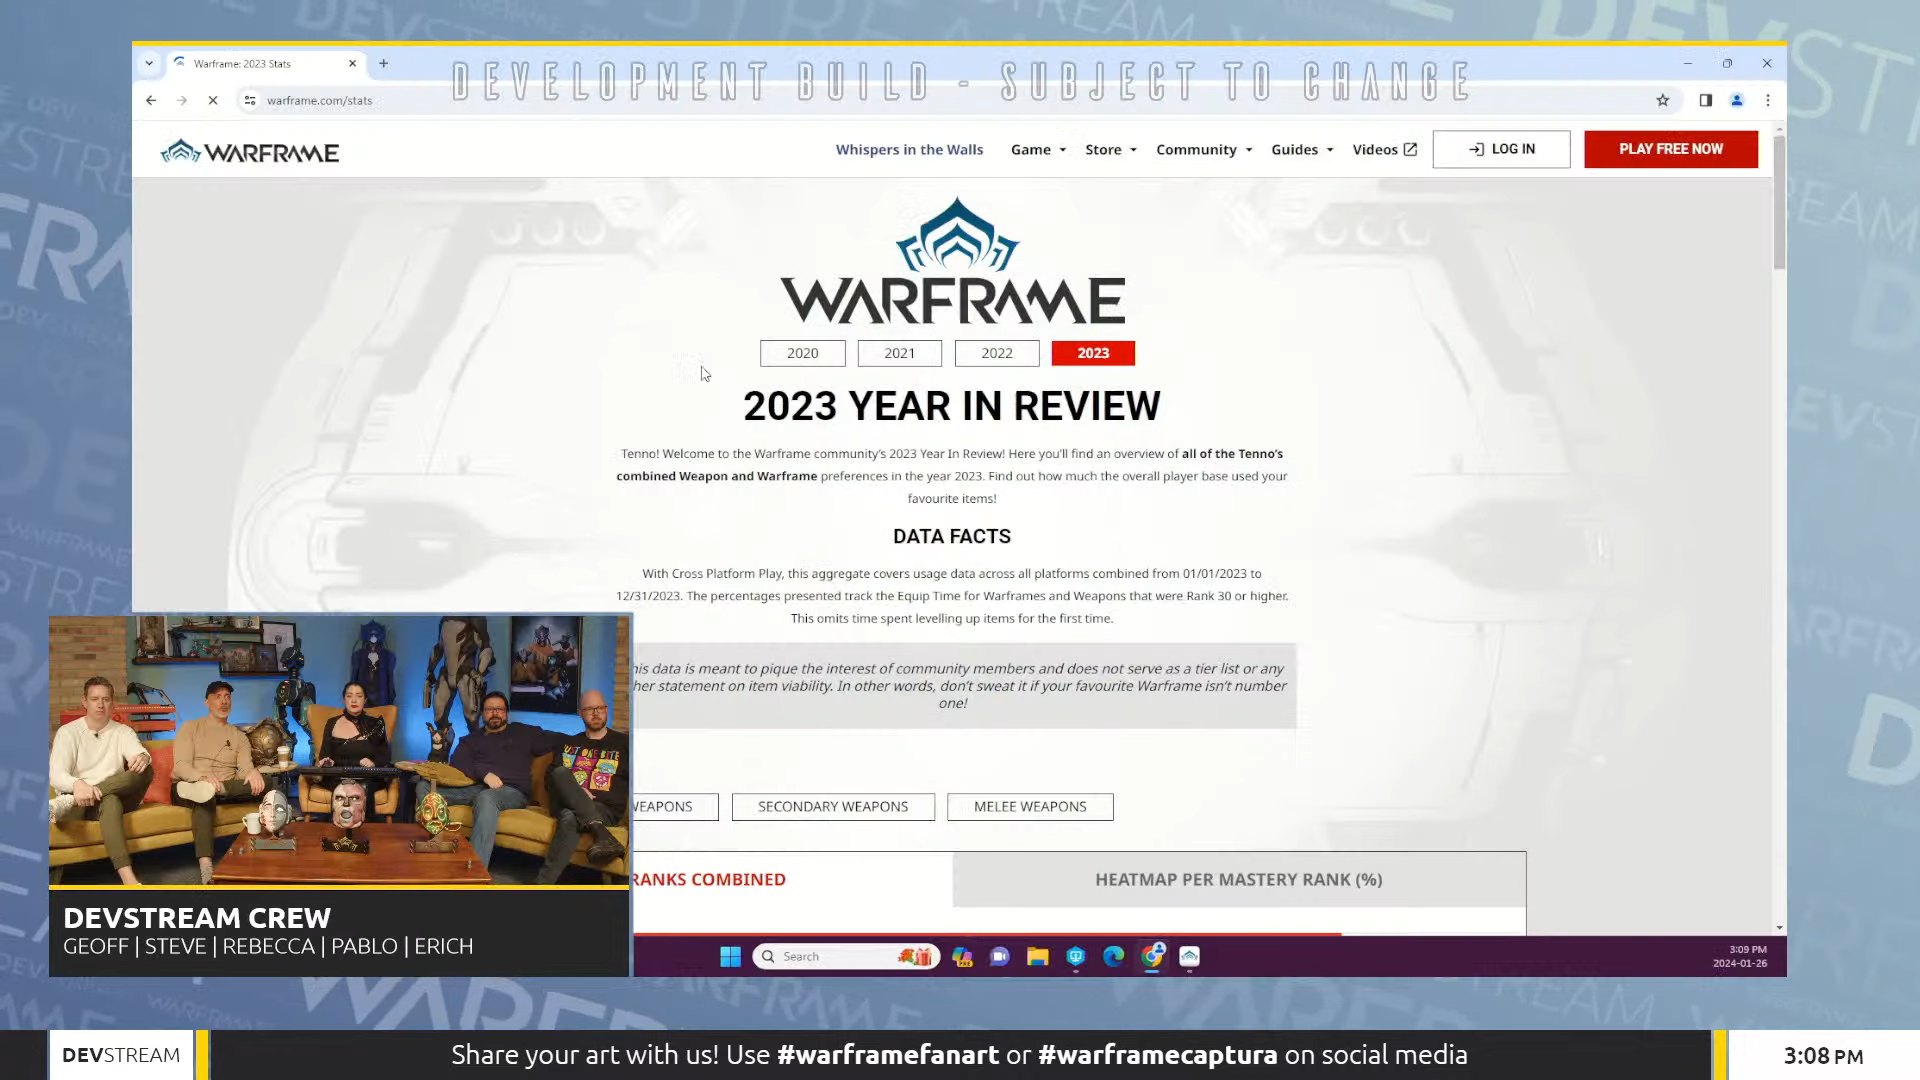 Warframe: 2023 Stats
DEVELOPMENT BUILD - SUBJECT TO CHANGE
warframe.com/stats
WARFRAME
Whispers in the Walls
Game
Store
Community
Guides
Videos
LOG IN
PLAY FREE NOW
WARFRAME
2020
2021
2022
2023
2023 YEAR IN REVIEW
Tenno! Welcome to the Warframe community's 2023 Year In Review! Here you'll find an overview of all of the Tenno's
combined Weapon and Warframe preferences in the year 2023. Find out how much the overall player base used your
favourite items!
DATA FACTS
With Cross Platform Play, this aggregate covers usage data across all platforms combined from 01/01/2023 to
12/31/2023. The percentages presented track the Equip Time for Warframes and Weapons that were Rank 30 or higher.
This omits time spent levelling up items for the first time.
his data is meant to pique the interest of community members and does not serve as a tier list or any
her statement on item viability. In other words, don't sweat it if your favourite Warframe isn't number
one!
WEAPONS
SECONDARY WEAPONS
MELEE WEAPONS
RANKS COMBINED
HEATMAP PER MASTERY RANK (%)
JUST ONE BITE
DEVSTREAM CREW
GEOFF | STEVE | REBECCA | PABLO | ERICH
Search
3:09 PM
2024-01-26
DEVSTREAM
Share your art with us! Use #warframefanart or #warframecaptura on social media
3:08 PM